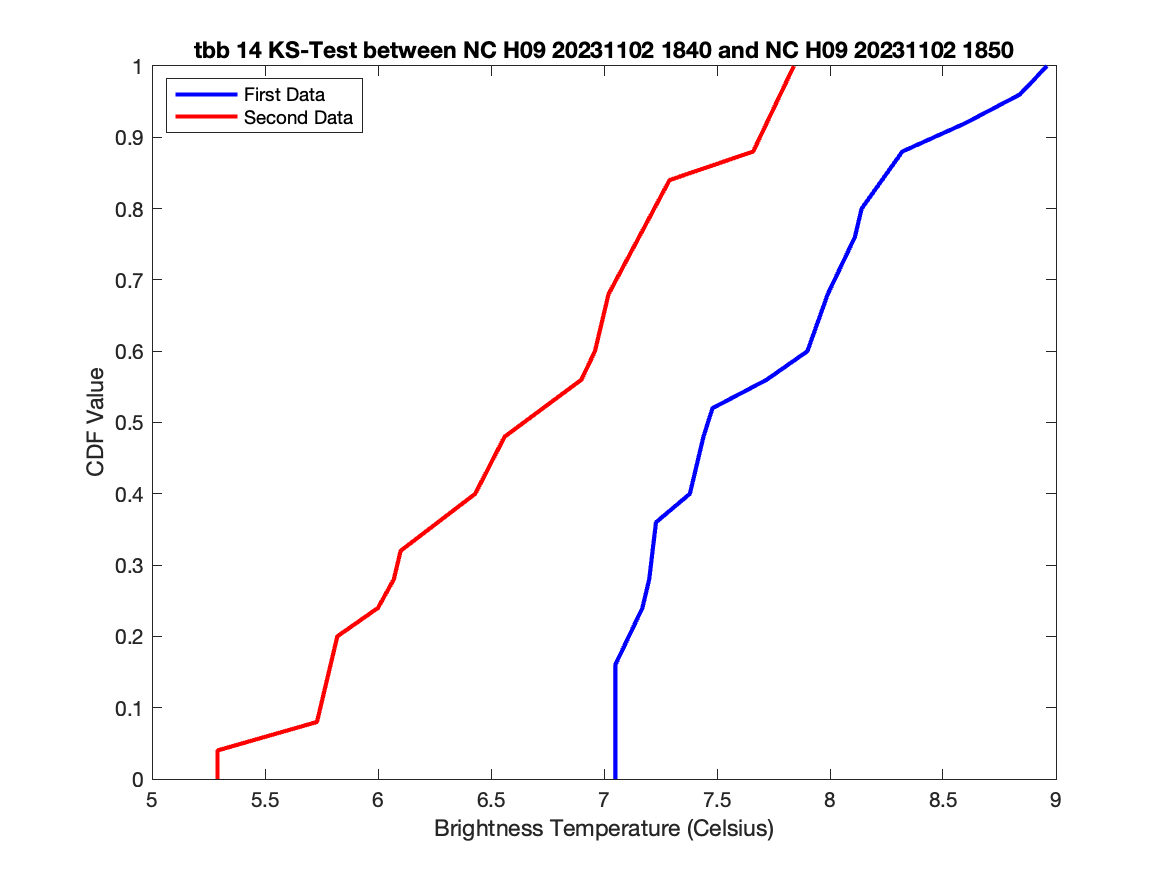 tbb 14 KS-Test between NC H09 20231102 1840 and NC H09 20231102 1850
First Data
Second Data
1
0.9
0.8
0.7
0.6
0.5
0.4
0.3
0.2
0.1
0
CDF Value
5 5.5 6 6.5 7 7.5 8 8.5 9
Brightness Temperature (Celsius)